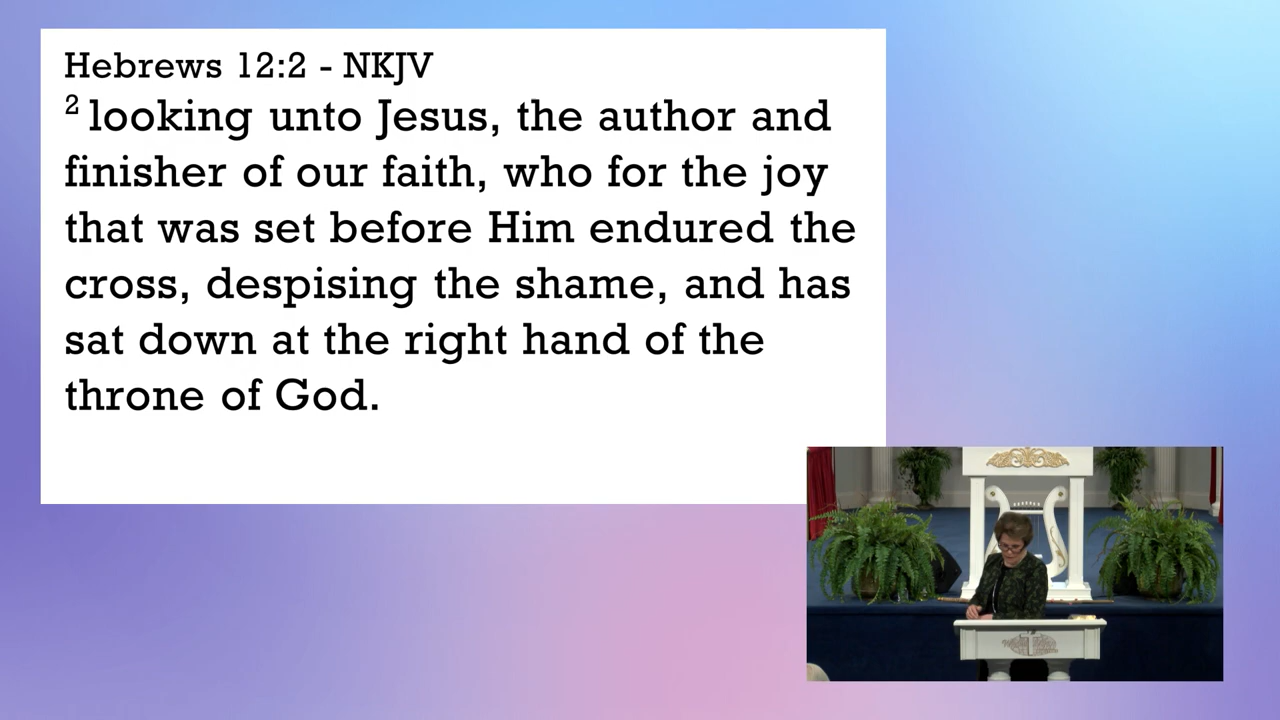 Hebrews 12:2 - NKJV
2 looking unto Jesus, the author and
finisher of our faith, who for the joy
that was set before Him endured the
cross, despising the shame, and has
sat down at the right hand of the
throne of God.